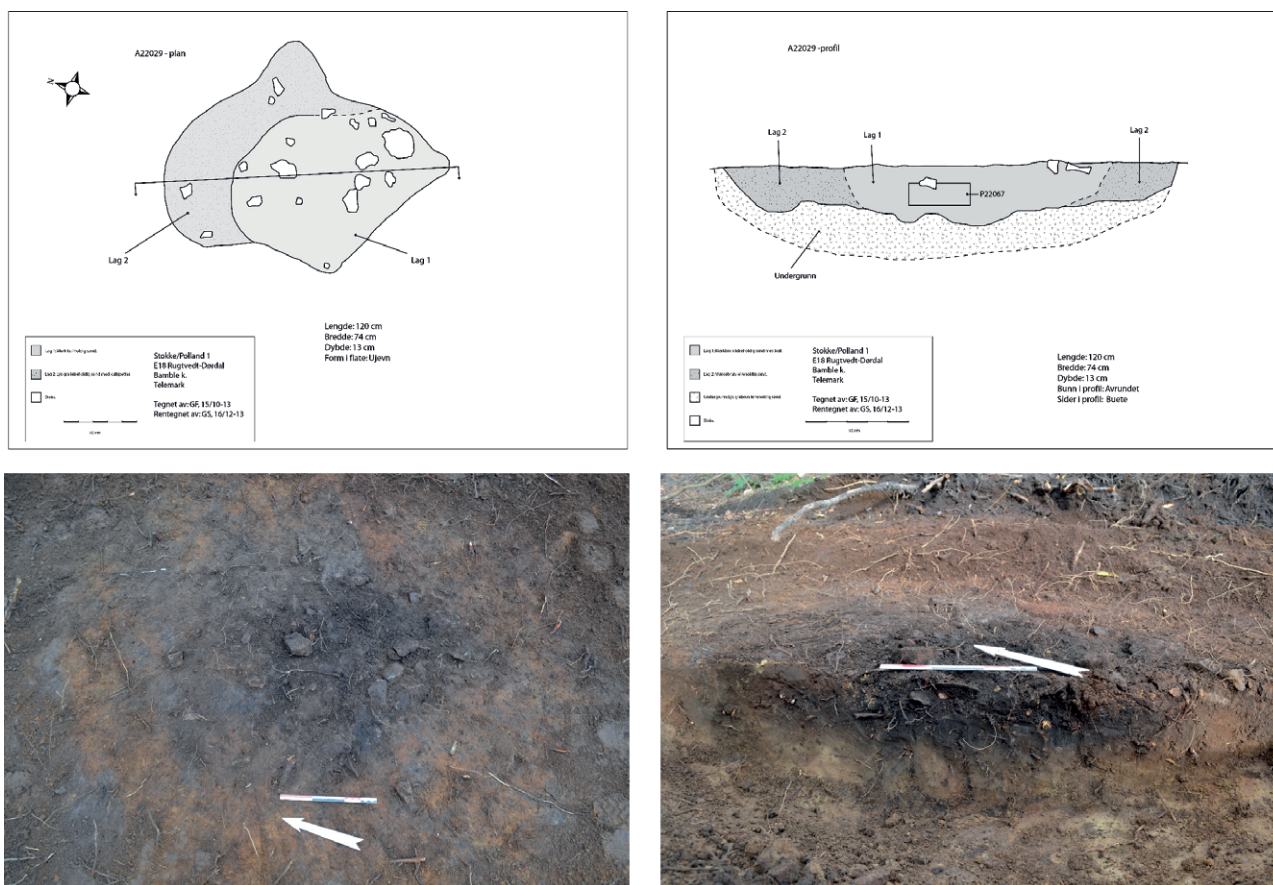 A22029 - plan
N
Lag 2
Lag 1
Lengde: 120 cm
Bredde: 74 cm
Dybde: 13 cm
Form i flate: Ujevn
Stokke/Polland 1
E18 Rugtvedt-Dørdal
Bamble k.
Telemark
Tegnet av: GF, 15/10-13
Rentegnet av: GS, 16/12-13
A22029 -profil
Lag 2
Lag 1
Lag 2
P22067
Undergrunn
Stokke/Polland 1
E18 Rugtvedt-Dørdal
Bamble k.
Telemark
Tegnet av: GF, 15/10-13
Rentegnet av: GS, 16/12-13
Lengde: 120 cm
Bredde: 74 cm
Dybde: 13 cm
Bunn i profil: Avrundet
Sider i profil: Buete